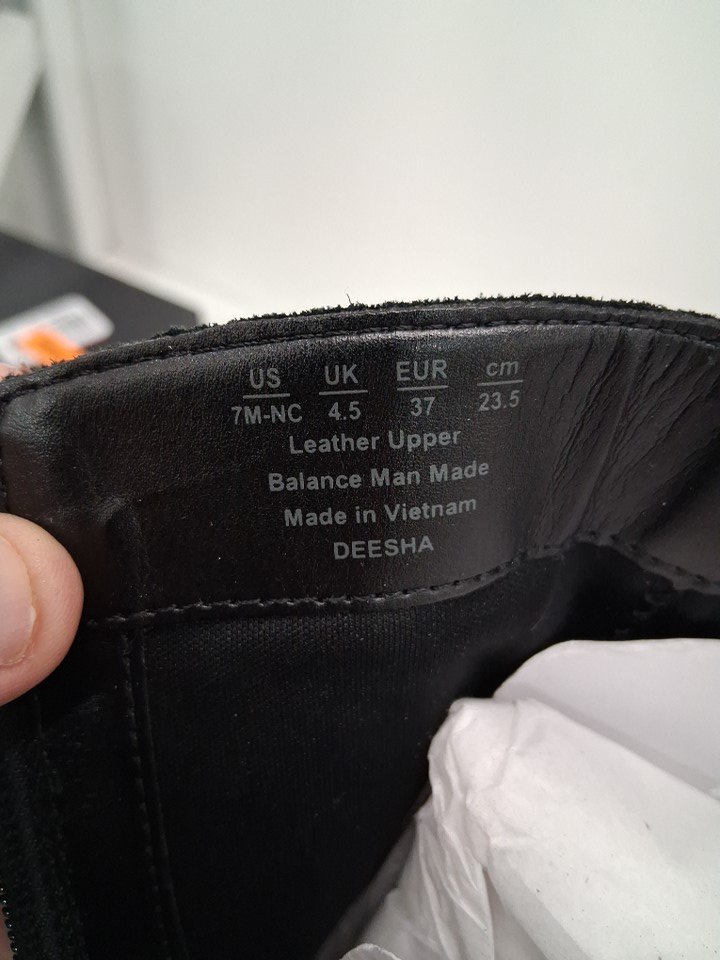 US UK EUR cm
7M-NC 4.5 37 23.5
Leather Upper
Balance Man Made
Made in Vietnam
DEESHA